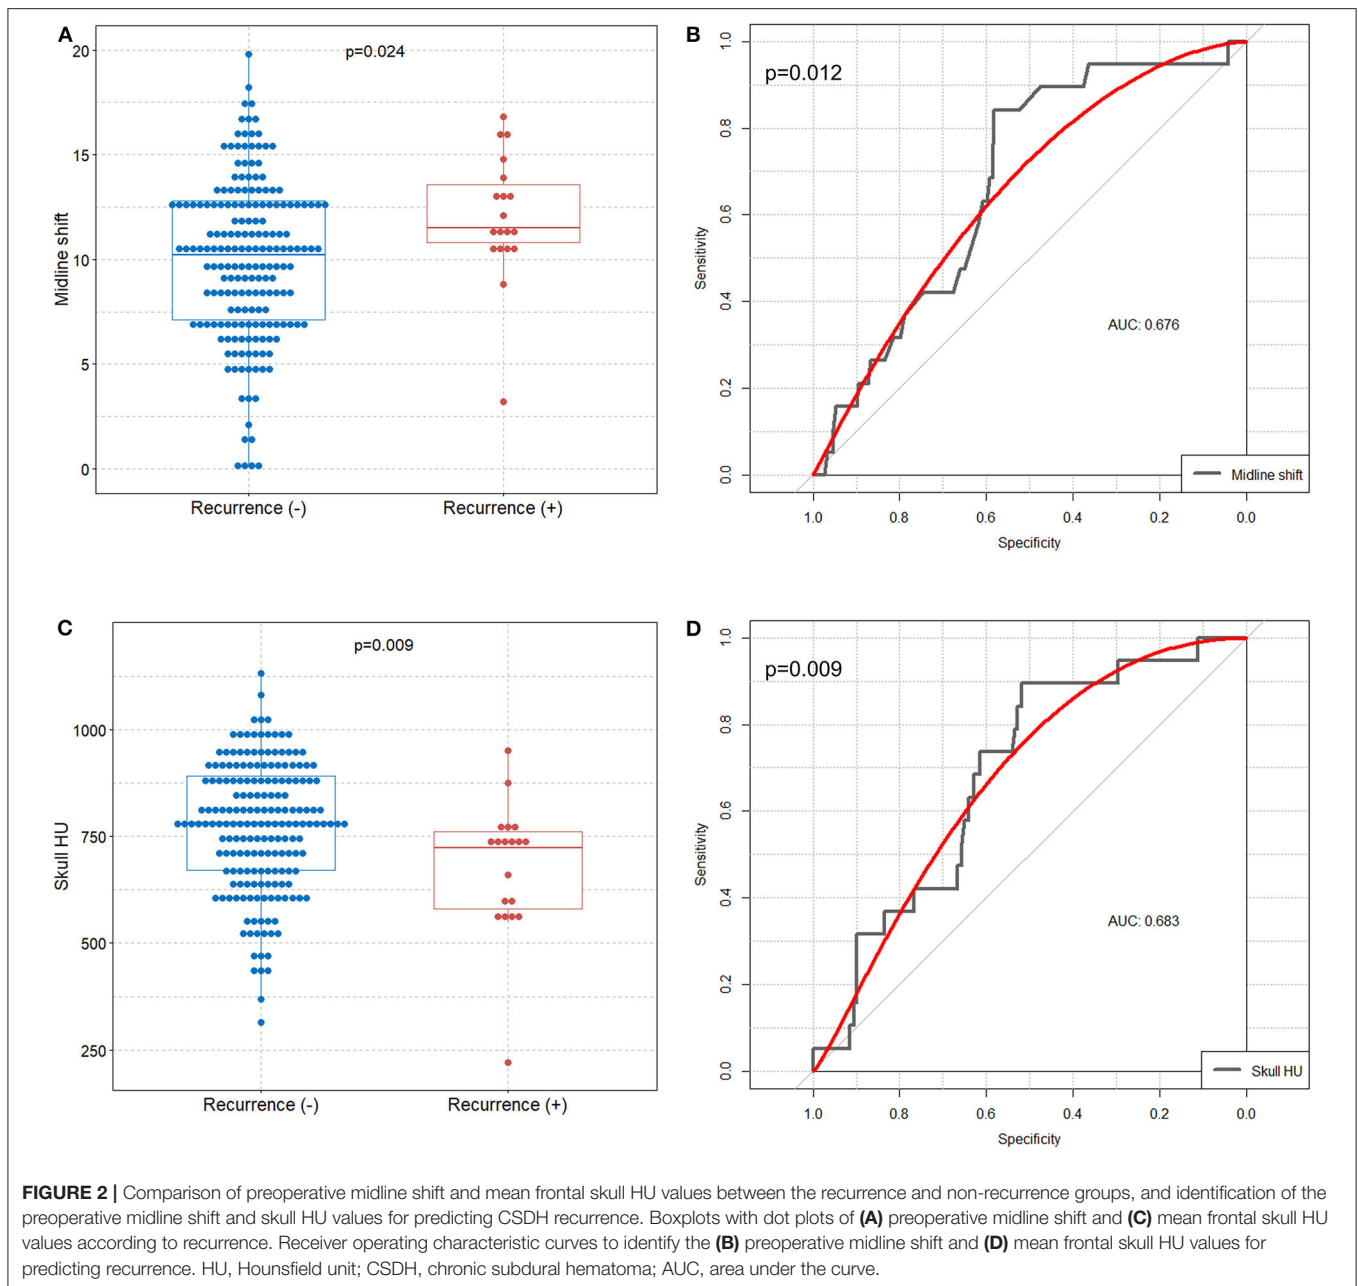 A
p=0.024
20
15
10
5
0
Midline shift
Recurrence (-) Recurrence (+)
B
p=0.012
1.0
0.8
0.6
0.4
0.2
0.0
Sensitivity
AUC: 0.676
Midline shift
1.0 0.8 0.6 0.4 0.2 0.0
Specificity
C
p=0.009
1000
750
500
250
Skull HU
Recurrence (-) Recurrence (+)
D
p=0.009
1.0
0.8
0.6
0.4
0.2
0.0
Sensitivity
AUC: 0.683
Skull HU
1.0 0.8 0.6 0.4 0.2 0.0
Specificity
FIGURE 2 | Comparison of preoperative midline shift and mean frontal skull HU values between the recurrence and non-recurrence groups, and identification of the
preoperative midline shift and skull HU values for predicting CSDH recurrence. Boxplots with dot plots of (A) preoperative midline shift and (C) mean frontal skull HU
values according to recurrence. Receiver operating characteristic curves to identify the (B) preoperative midline shift and (D) mean frontal skull HU values for
predicting recurrence. HU, Hounsfield unit; CSDH, chronic subdural hematoma; AUC, area under the curve.